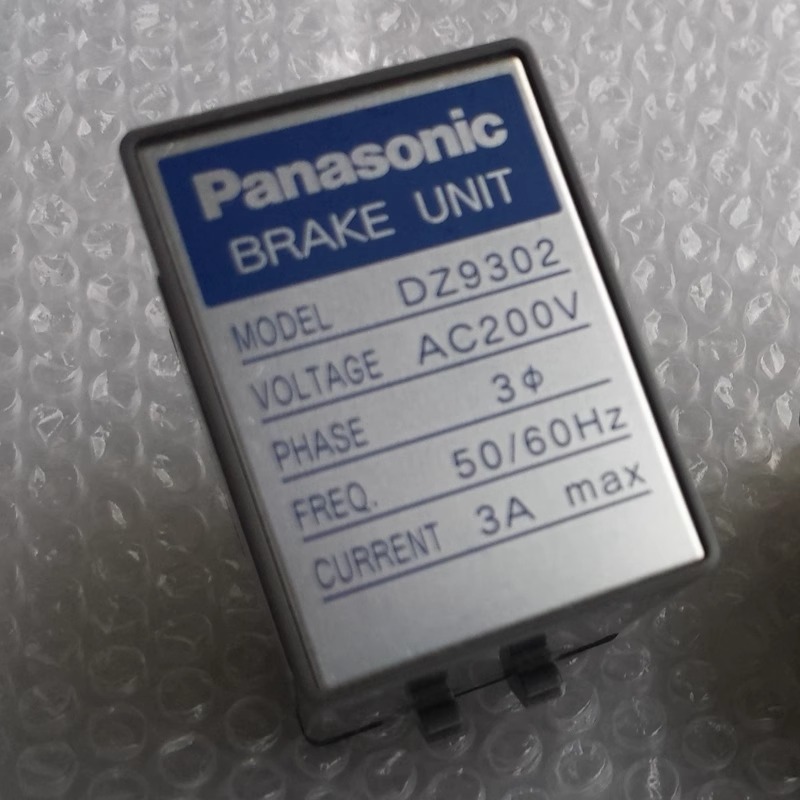 Panasonic
BRAKE UNIT
MODEL DZ9302
VOLTAGE AC200V
PHASE 3ϕ
FREQ. 50/60Hz
CURRENT 3A max